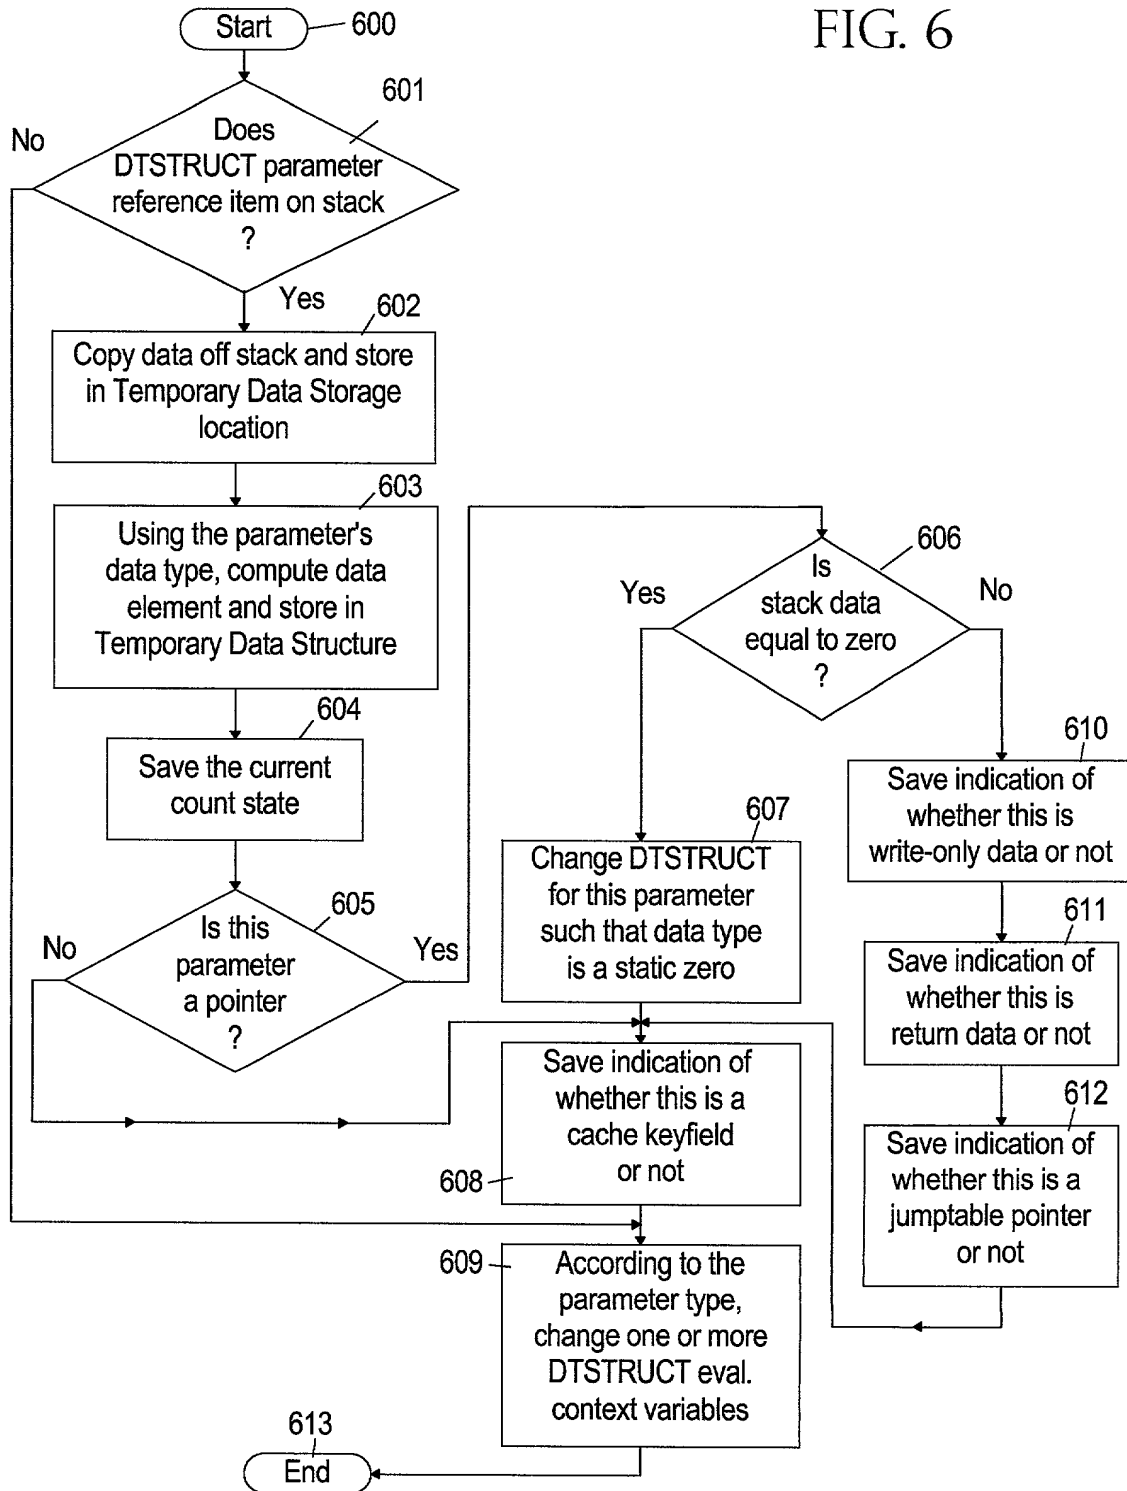 FIG. 6
Start
600
601
No
Does
DTSTRUCT parameter
reference item on stack
?
Yes
602
Copy data off stack and store
in Temporary Data Storage
location
603
Using the parameter's
data type, compute data
element and store in
Temporary Data Structure
604
Save the current
count state
605
No
Is this
parameter
a pointer
?
Yes
606
Yes
Is
stack data
equal to zero
?
No
607
Change DTSTRUCT
for this parameter
such that data type
is a static zero
610
Save indication of
whether this is
write-only data or not
611
Save indication of
whether this is
return data or not
612
Save indication of
whether this is a
jumptable pointer
or not
Save indication of
whether this is a
cache keyfield
or not
608
609
According to the
parameter type,
change one or more
DTSTRUCT eval.
context variables
613
End